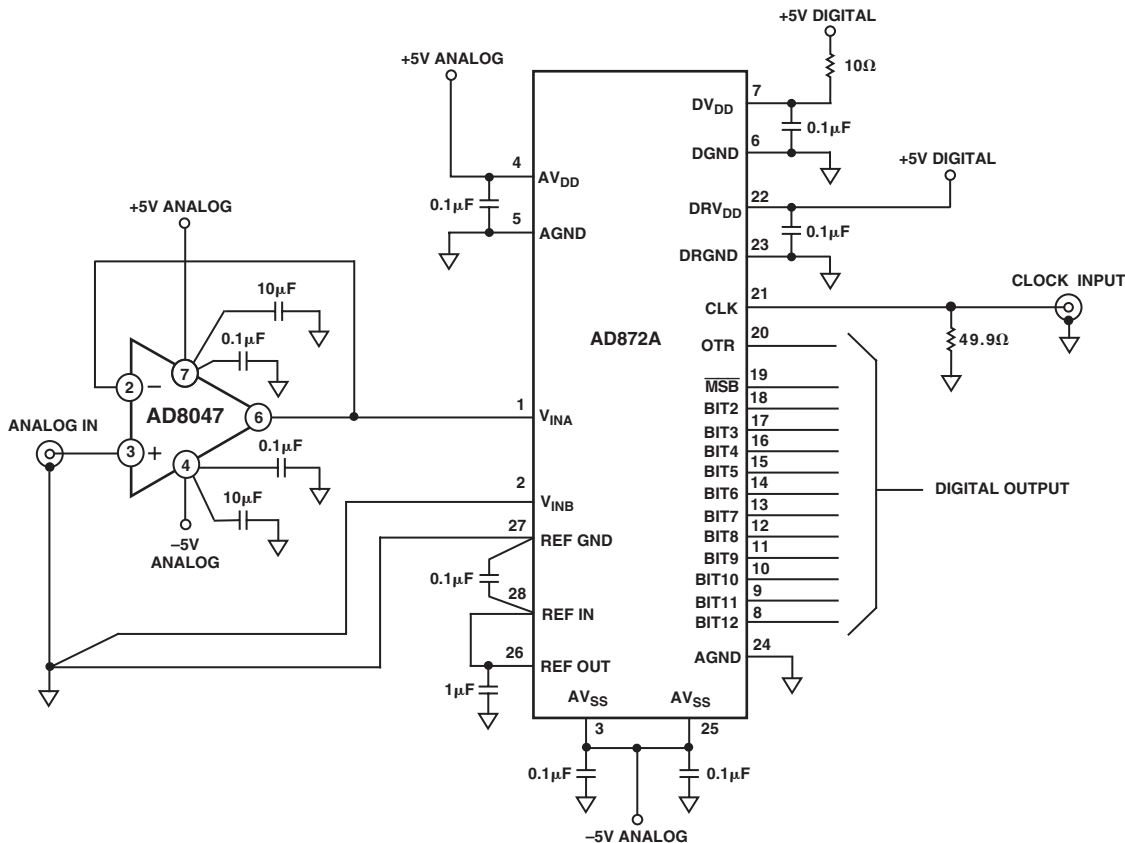 +5V DIGITAL
10Ω
+5V ANALOG
7
DVDD
0.1µF
6
DGND
+5V DIGITAL
4
AVDD
0.1µF
5
AGND
22
DRVDD
0.1µF
23
DRGND
+5V ANALOG
10µF
0.1µF
7
2
–
AD8047
6
ANALOG IN
3
+
4
0.1µF
10µF
–5V
ANALOG
AD872A
21
CLK
CLOCK INPUT
49.9Ω
20
OTR
19
MSB
18
BIT2
17
BIT3
16
BIT4
15
BIT5
14
BIT6
13
BIT7
12
BIT8
11
BIT9
10
BIT10
9
BIT11
8
BIT12
DIGITAL OUTPUT
1
VINA
2
VINB
27
REF GND
0.1µF
28
REF IN
26
REF OUT
1µF
24
AGND
AVSS
AVSS
3
25
0.1µF
0.1µF
–5V ANALOG